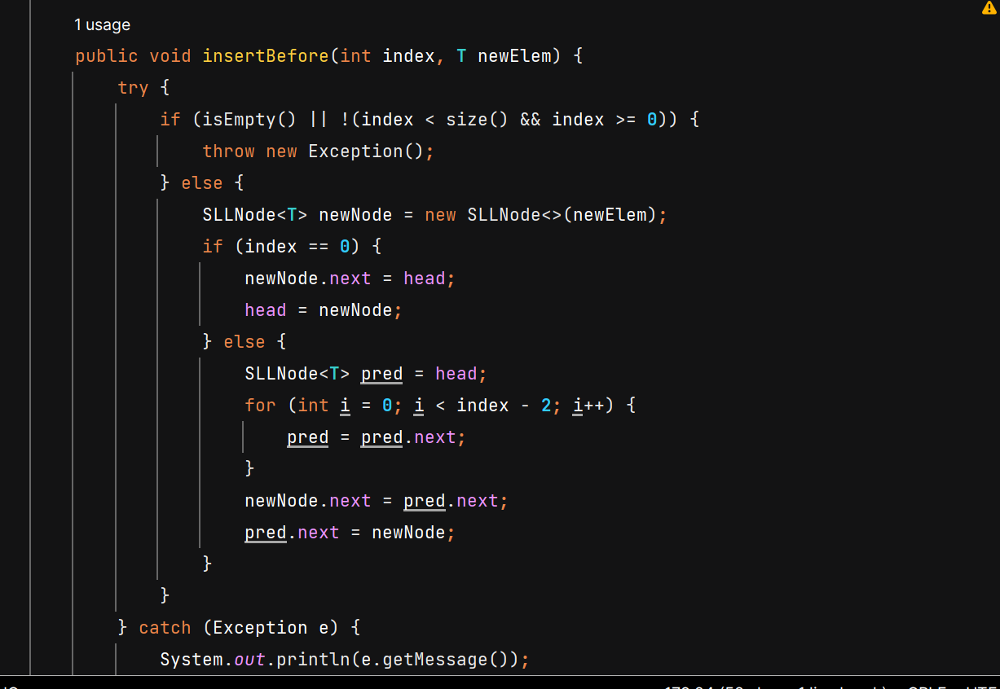 1 usage
public void insertBefore(int index, T newElem) {
try {
if (isEmpty() || !(index < size() && index >= 0)) {
throw new Exception();
} else {
SLLNode<T> newNode = new SLLNode<>(newElem);
if (index == 0) {
newNode.next = head;
head = newNode;
} else {
SLLNode<T> pred = head;
for (int i = 0; i < index - 2; i++) {
pred = pred.next;
}
newNode.next = pred.next;
pred.next = newNode;
}
}
} catch (Exception e) {
System.out.println(e.getMessage());